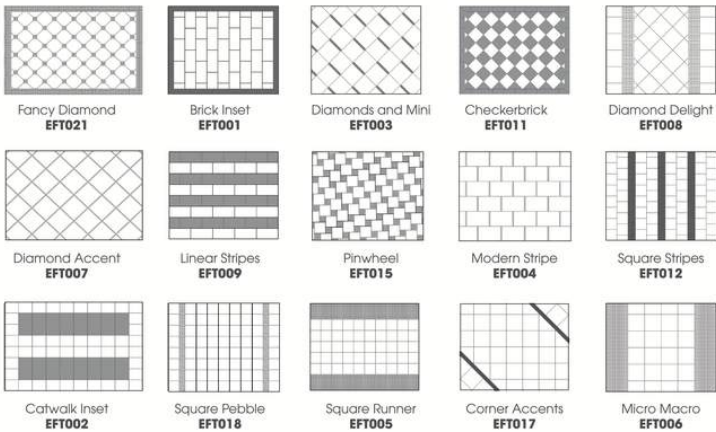 Fancy Diamond
EFT021
Brick Inset
EFT001
Diamonds and Mini
EFT003
Checkerbrick
EFT011
Diamond Delight
EFT008
Diamond Accent
EFT007
Linear Stripes
EFT009
Pinwheel
EFT015
Modern Stripe
EFT004
Square Stripes
EFT012
Catwalk Inset
EFT002
Square Pebble
EFT018
Square Runner
EFT005
Corner Accents
EFT017
Micro Macro
EFT006